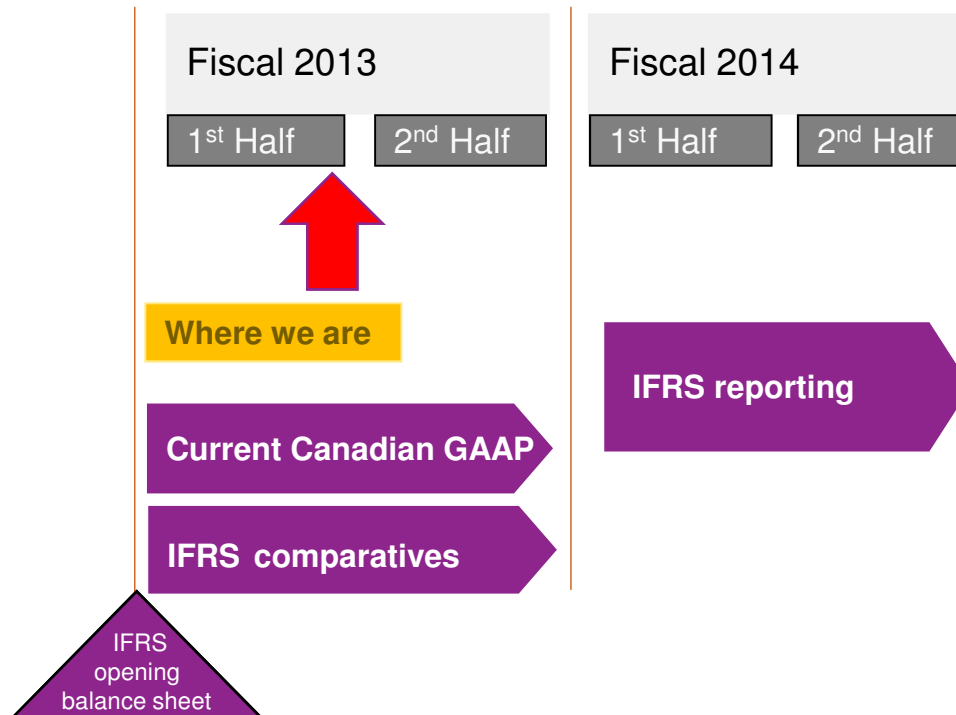 Fiscal 2013
Fiscal 2014
1st Half
2nd Half
1st Half
2nd Half
Where we are
IFRS reporting
Current Canadian GAAP
IFRS comparatives
IFRS
opening
balance sheet